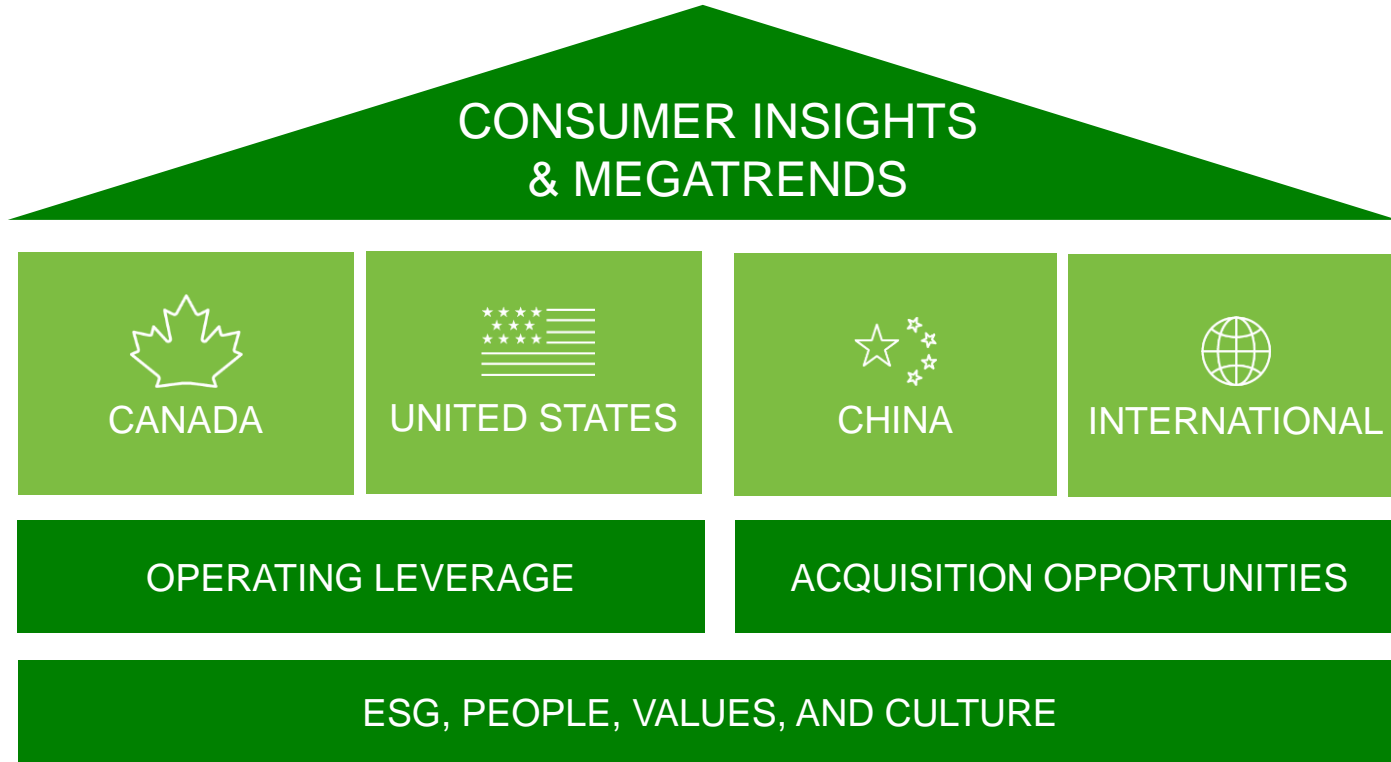 CONSUMER INSIGHTS
& MEGATRENDS
CANADA
UNITED STATES
CHINA
INTERNATIONAL
OPERATING LEVERAGE
ACQUISITION OPPORTUNITIES
ESG, PEOPLE, VALUES, AND CULTURE